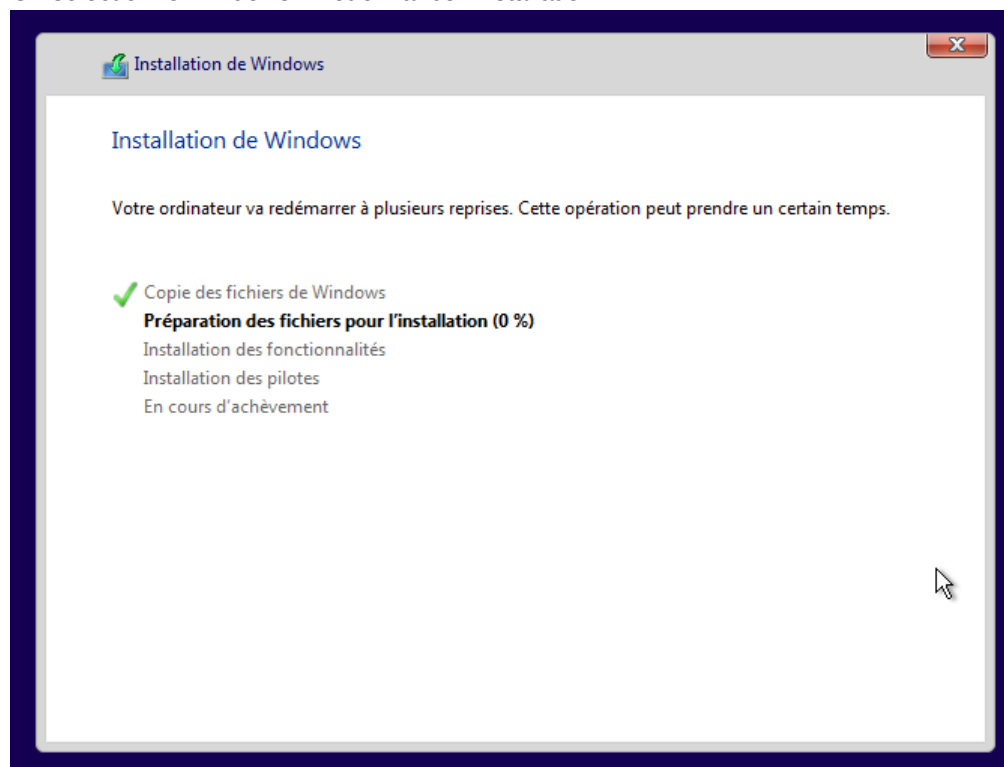 Installation de Windows
Installation de Windows
Votre ordinateur va redémarrer à plusieurs reprises. Cette opération peut prendre un certain temps.
Copie des fichiers de Windows
Préparation des fichiers pour l'installation (0 %)
Installation des fonctionnalités
Installation des pilotes
En cours d'achèvement